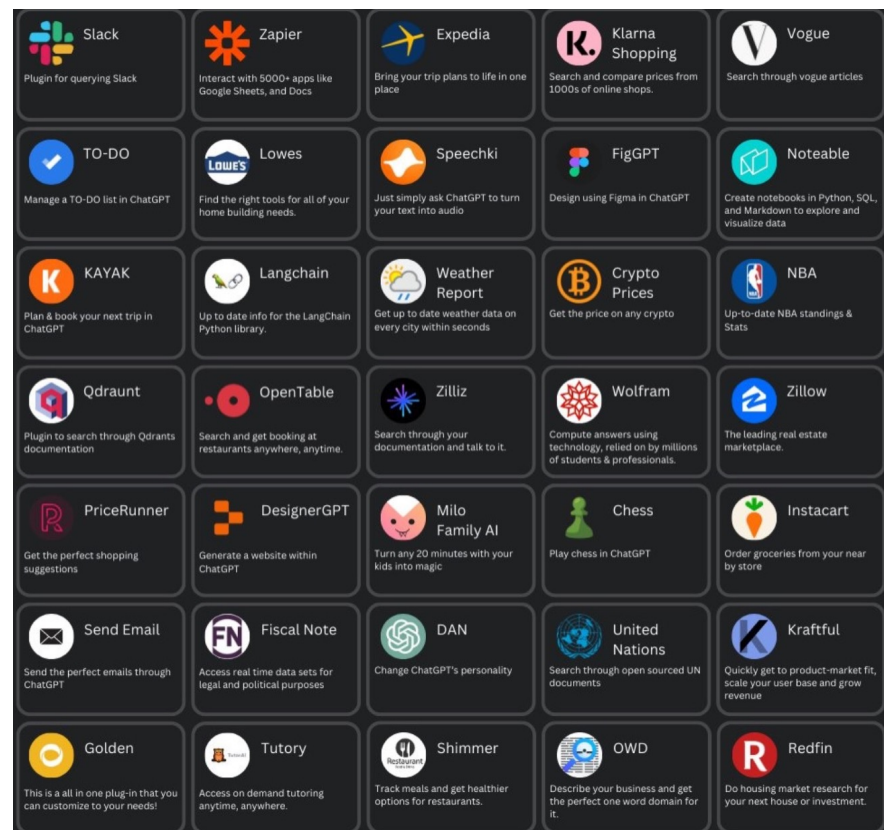 Slack
Plugin for querying Slack
Zapier
Interact with 5000+ apps like
Google Sheets, and Docs
Expedia
Bring your trip plans to life in one
place
K.
Klarna
Shopping
Search and compare prices from
1000s of online shops.
V
Vogue
Search through vogue articles
TO-DO
Manage a TO-DO list in ChatGPT
LOWE'S
Lowes
Find the right tools for all of your
home building needs.
Speechki
Just simply ask ChatGPT to turn
your text into audio
FigGPT
Design using Figma in ChatGPT
Noteable
Create notebooks in Python, SQL,
and Markdown to explore and
visualize data
K
KAYAK
Plan & book your next trip in
ChatGPT
Langchain
Up to date info for the LangChain
Python library.
Weather
Report
Get up to date weather data on
every city within seconds
Crypto
Prices
Get the price on any crypto
NBA
Up-to-date NBA standings &
Stats
Qdraunt
Plugin to search through Qdrants
documentation
OpenTable
Search and get booking at
restaurants anywhere, anytime.
Zilliz
Search through your
documentation and talk to it.
Wolfram
Compute answers using
technology, relied on by millions
of students & professionals.
Zillow
The leading real estate
marketplace.
R
PriceRunner
Get the perfect shopping
suggestions
DesignerGPT
Generate a website within
ChatGPT
Milo
Family AI
Turn any 20 minutes with your
kids into magic
Chess
Play chess in ChatGPT
Instacart
Order groceries from your near
by store
Send Email
Send the perfect emails through
ChatGPT
FN
Fiscal Note
Access real time data sets for
legal and political purposes
DAN
Change ChatGPT's personality
United
Nations
Search through open sourced UN
documents
K
Kraftful
Quickly get to product-market fit,
scale your user base and grow
revenue
Golden
This is a all in one plug-in that you
can customize to your needs!
Tutory
Access on demand tutoring
anytime, anywhere.
Restaurant
Shimmer
Track meals and get healthier
options for restaurants.
OWD
Describe your business and get
the perfect one word domain for
it.
R
Redfin
Do housing market research for
your next house or investment.